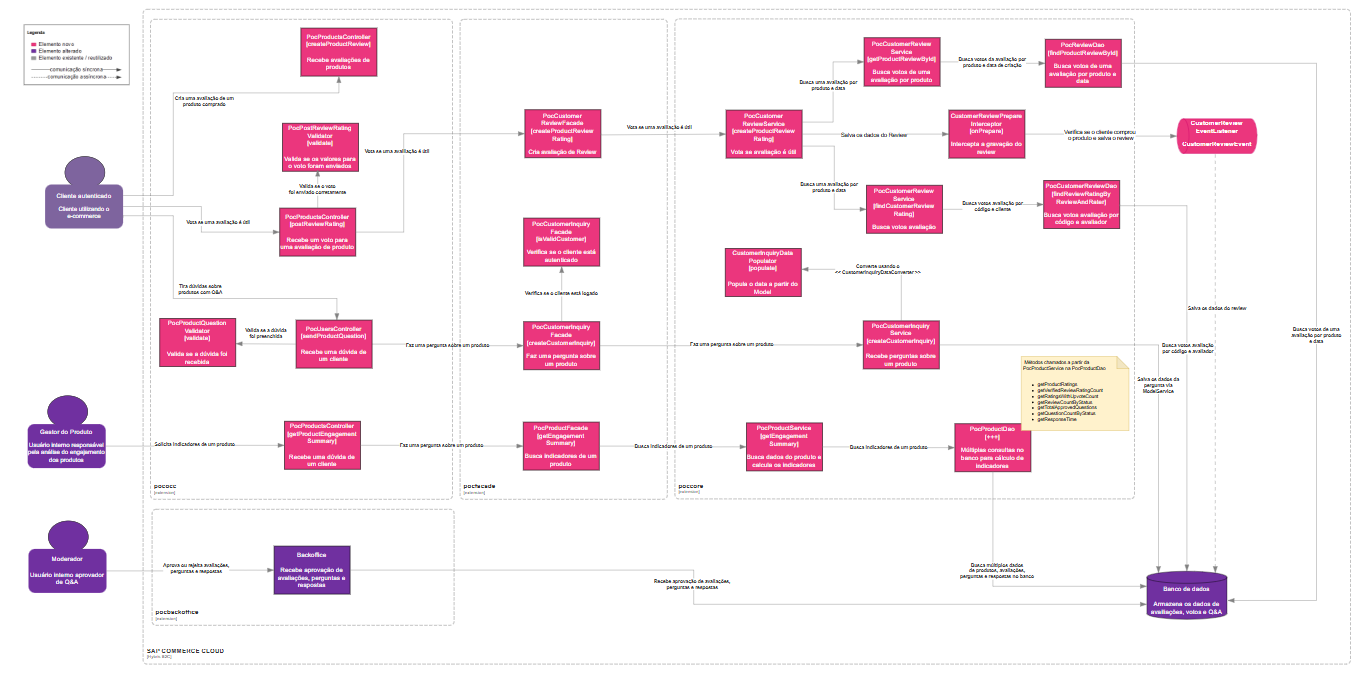 Legenda
Elemento novo
Elemento alterado
Elemento existente / reutilizado
comunicação síncrona
comunicação assíncrona
PocProductsController
[createProductReview]
Recebe avaliações de
produtos
Cria uma avaliação de um
produto comprado
PocPostReviewRating
Validator
[validate]
Valida se os valores para
o voto foram enviados
Vota se uma avaliação é útil
Valida se o voto
foi enviado corretamente
Cliente autenticado
Cliente utilizando o
e-commerce
Vota se uma avaliação é útil
PocProductsController
[postReviewRating]
Recebe um voto para
uma avaliação de produto
Tira dúvidas sobre
produtos com Q&A
PocProductQuestion
Validator
[validate]
Valida se a dúvida foi
recebida
Valida se a dúvida
foi preenchida
PocUsersController
[sendProductQuestion]
Recebe uma dúvida de
um cliente
Faz uma pergunta sobre um produto
Gestor do Produto
Usuário interno responsável
pela análise do engajamento
dos produtos
Solicita indicadores de um produto
PocProductsController
[getProductEngagement
Summary]
Recebe uma dúvida de
um cliente
Faz uma pergunta sobre um produto
pococc
[extension]
PocCustomer
ReviewFacade
[createProductReview
Rating]
Cria avaliação de Review
Vota se uma avaliação é útil
PocCustomerInquiry
Facade
[isValidCustomer]
Verifica se o cliente está
autenticado
Verifica se o cliente está logado
PocCustomerInquiry
Facade
[createCustomerInquiry]
Faz uma pergunta sobre
um produto
Faz uma pergunta sobre um produto
PocProductFacade
[getEngagement
Summary]
Busca indicadores de um
produto
Busca indicadores de um produto
pocfacade
[extension]
PocCustomer
ReviewService
[createProductReview
Rating]
Vota se avaliação é útil
Busca uma avaliação por
produto e data
PocCustomerReview
Service
[getProductReviewById]
Busca votos de uma
avaliação por produto
Busca votos da avaliação por
produto e data de criação
PocReviewDao
[findProductReviewById]
Busca votos de uma
avaliação por produto e
data
Salva os dados do Review
CustomerReviewPrepare
Interceptor
[onPrepare]
Intercepta a gravação do
review
Verifica se o cliente comprou
o produto e salva o review
CustomerReview
EventListener
CustomerReviewEvent
Busca uma avaliação por
produto e data
PocCustomerReview
Service
[findCustomerReview
Rating]
Busca votos avaliação
Busca votos avaliação por
código e cliente
PocCustomerReviewDao
[findReviewRatingBy
ReviewAndRater]
Busca votos avaliação por
código e avaliador
CustomerInquiryData
Populator
[populate]
Popula o data a partir do
Model
Converte usando o
<< CustomerInquiryDataConverter >>
PocCustomerInquiry
Service
[createCustomerInquiry]
Recebe perguntas sobre
um produto
Salva os dados do review
Busca votos de uma
avaliação por produto
e data
Busca votos avaliação
por código e avaliador
Salva os dados da
pergunta via
ModelService
Métodos chamados a partir da
PocProductService na PocProductDao
getProductRatings
getVerifiedReviewRatingCount
getRatingsWithUpvoteCount
getReviewCountByStatus
getTotalApprovedQuestions
getQuestionCountByStatus
getResponseTime
PocProductService
[getEngagement
Summary]
Busca dados do produto e
calcula os indicadores
Busca indicadores de um produto
PocProductDao
[+++]
Múltiplas consultas no
banco para cálculo de
indicadores
poccore
[extension]
Moderador
Usuário interno aprovador
de Q&A
Aprova ou rejeita avaliações,
perguntas e respostas
Backoffice
Recebe aprovação de
avaliações, perguntas e
respostas
Recebe aprovação de avaliações,
perguntas e respostas
Busca múltiplos dados
de produtos, avaliações,
perguntas e respostas no banco
Banco de dados
Armazena os dados de
avaliações, votos e Q&A
pocbackoffice
[extension]
SAP COMMERCE CLOUD
[Hybris B2C]